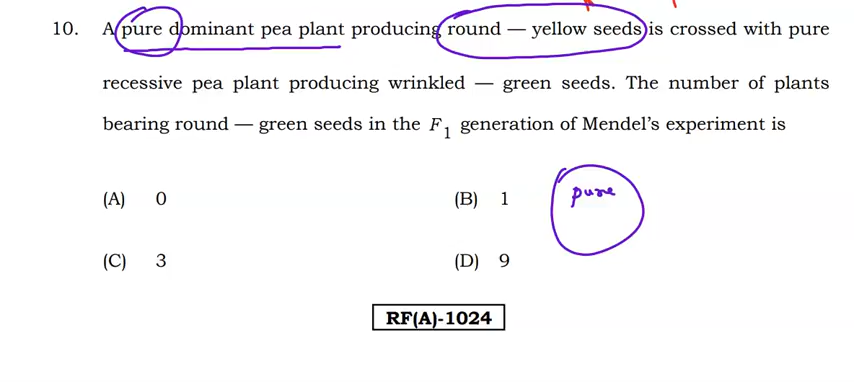 10. A pure dominant pea plant producing round — yellow seeds is crossed with pure
recessive pea plant producing wrinkled — green seeds. The number of plants
bearing round — green seeds in the F₁ generation of Mendel's experiment is
(A) 0 (B) 1 pure
(C) 3 (D) 9
RF(A)-1024